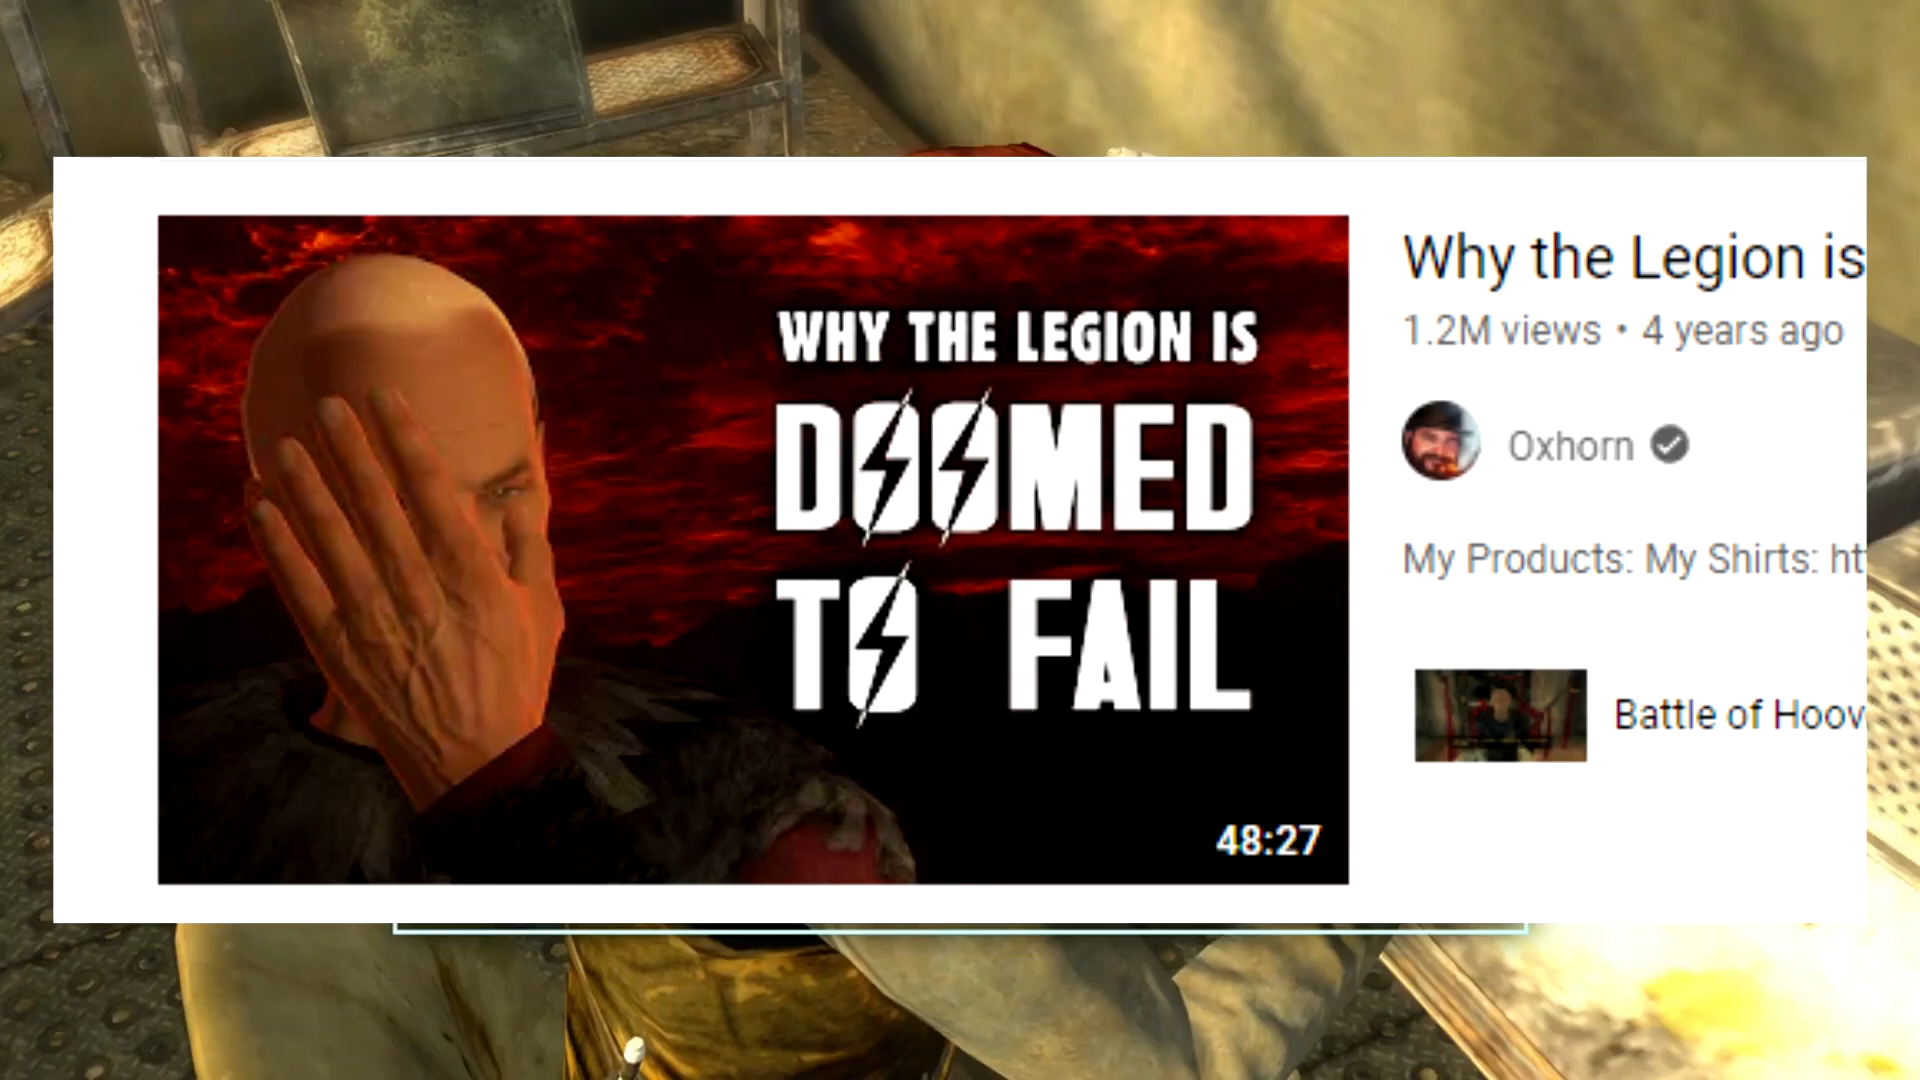 WHY THE LEGION IS
DOOMED
TO FAIL
48:27
Why the Legion is
1.2M views • 4 years ago
Oxhorn
My Products: My Shirts: ht
Battle of Hoov